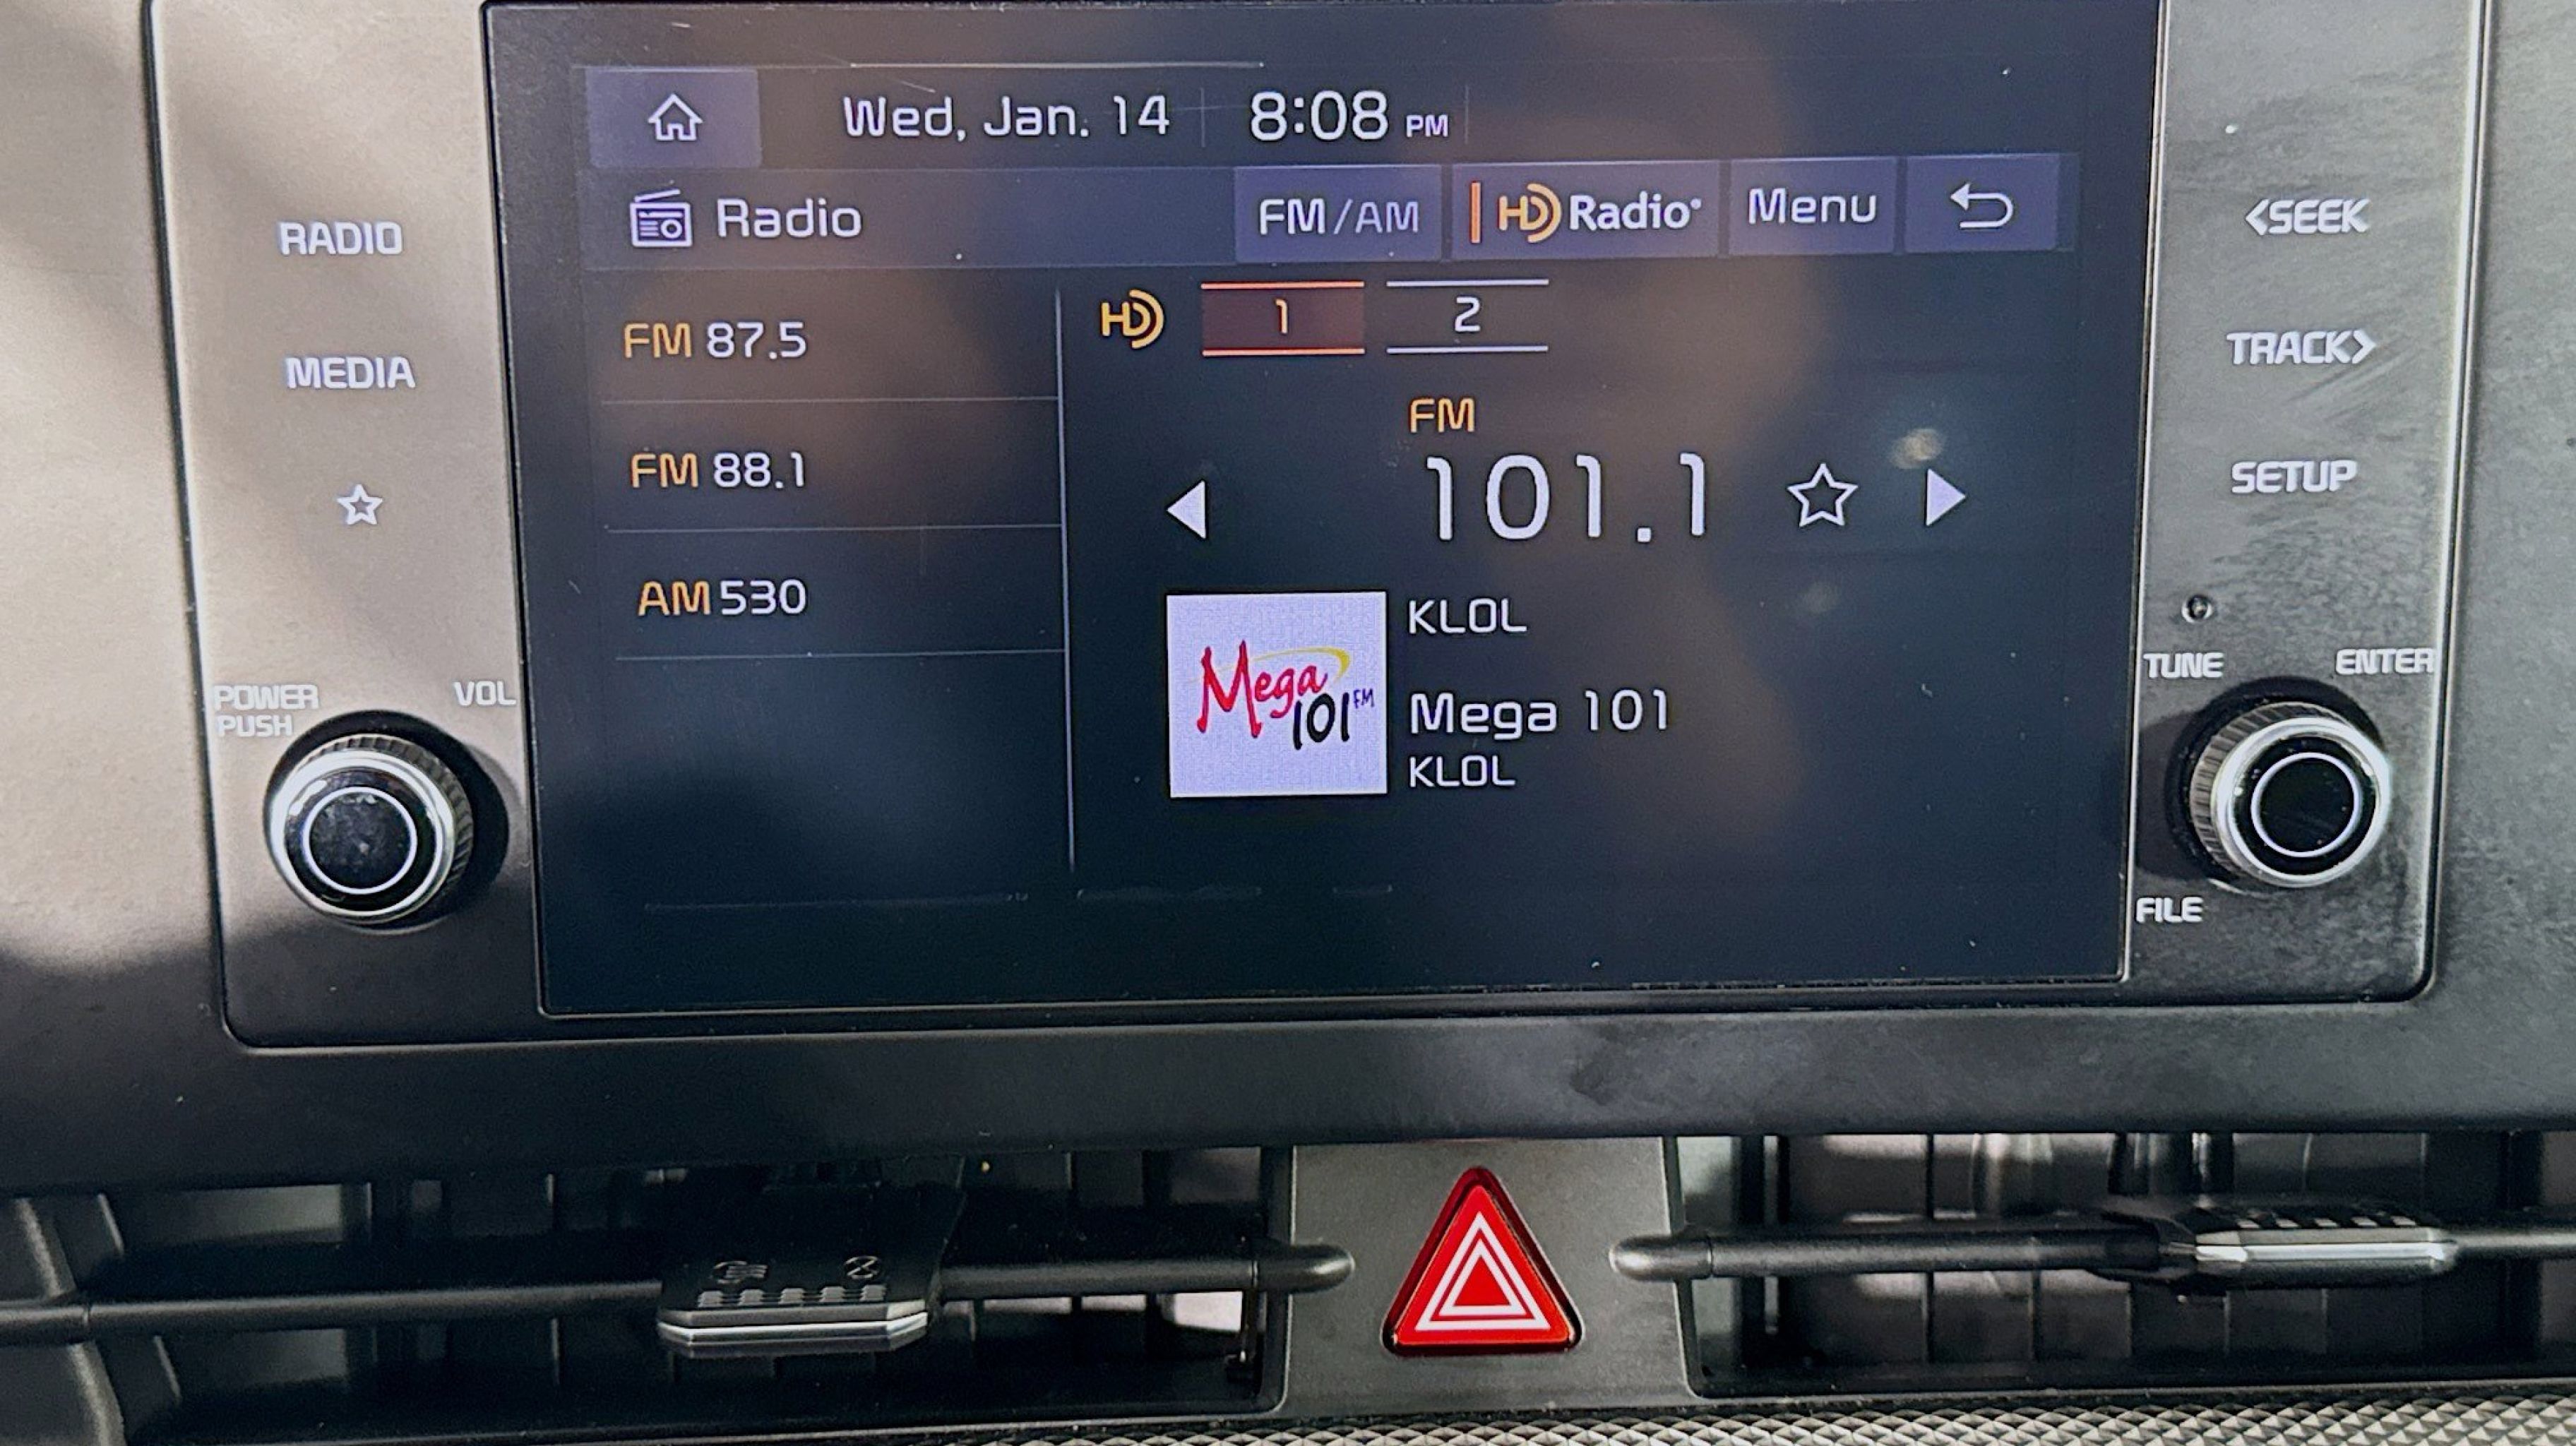 Wed, Jan. 14 8:08 PM
Radio FM/AM HD Radio® Menu
RADIO
MEDIA
POWER
PUSH
VOL
FM 87.5
FM 88.1
AM 530
HD 1 2
FM
101.1
KLOL
Mega
101 FM
Mega 101
KLOL
<SEEK
TRACK>
SETUP
TUNE
ENTER
FILE